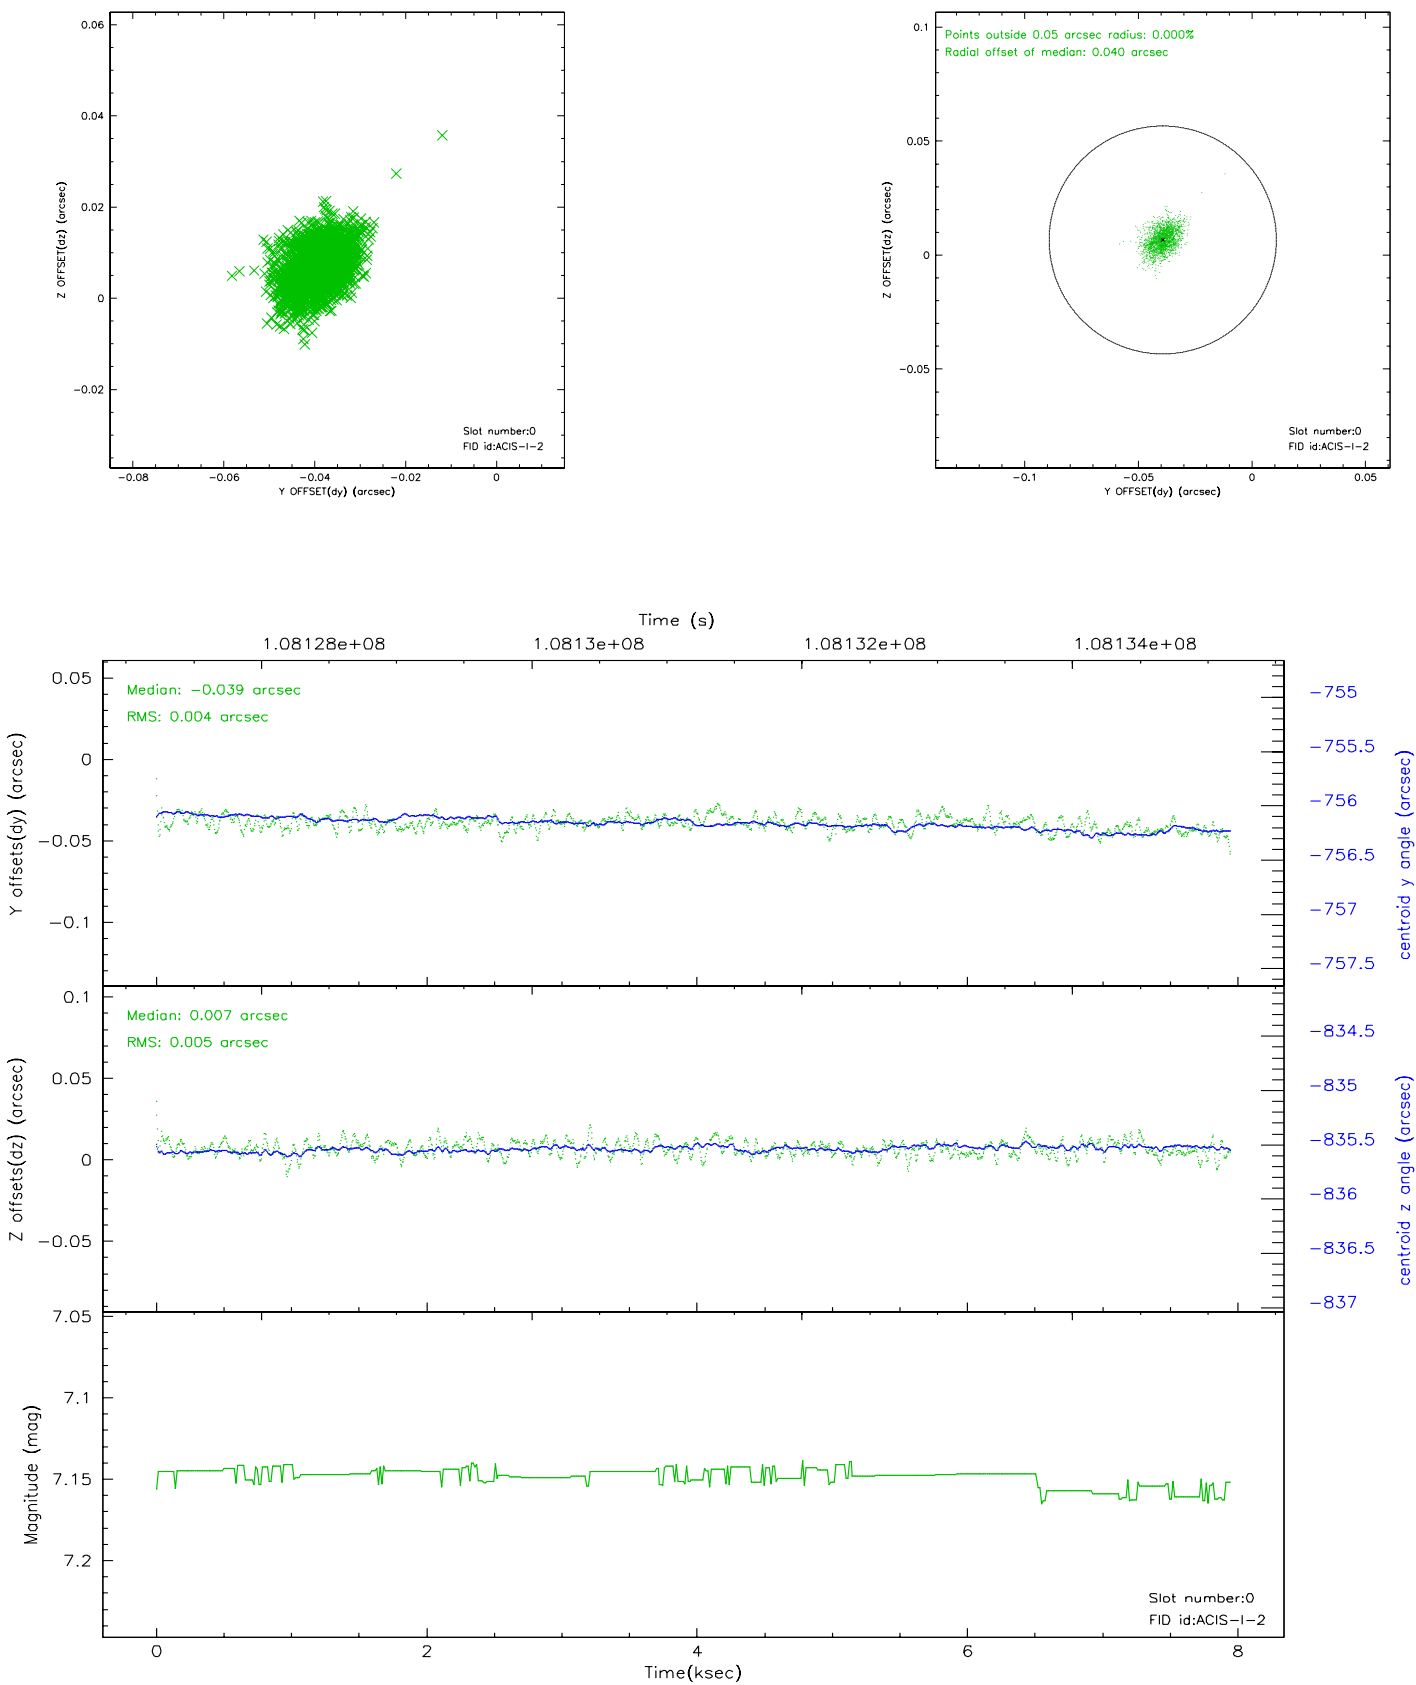 0.06
0.04
0.02
0
−0.02
−0.08
−0.06
−0.04
−0.02
0
Z OFFSET(dz) (arcsec)
Y OFFSET(dy) (arcsec)
Slot number:0
FID id:ACIS−I−2
Points outside 0.05 arcsec radius: 0.000%
Radial offset of median: 0.040 arcsec
0.1
0.05
0
−0.05
−0.1
−0.05
0
0.05
Z OFFSET(dz) (arcsec)
Y OFFSET(dy) (arcsec)
Slot number:0
FID id:ACIS−I−2
Time (s)
1.08128e+08
1.0813e+08
1.08132e+08
1.08134e+08
Median: −0.039 arcsec
RMS: 0.004 arcsec
0.05
0
−0.05
−0.1
Y offsets(dy) (arcsec)
−755
−755.5
−756
−756.5
−757
−757.5
centroid y angle (arcsec)
Median: 0.007 arcsec
RMS: 0.005 arcsec
0.1
0.05
0
−0.05
Z offsets(dz) (arcsec)
−834.5
−835
−835.5
−836
−836.5
−837
centroid z angle (arcsec)
7.05
7.1
7.15
7.2
Magnitude (mag)
Slot number:0
FID id:ACIS−I−2
0
2
4
6
8
Time(ksec)